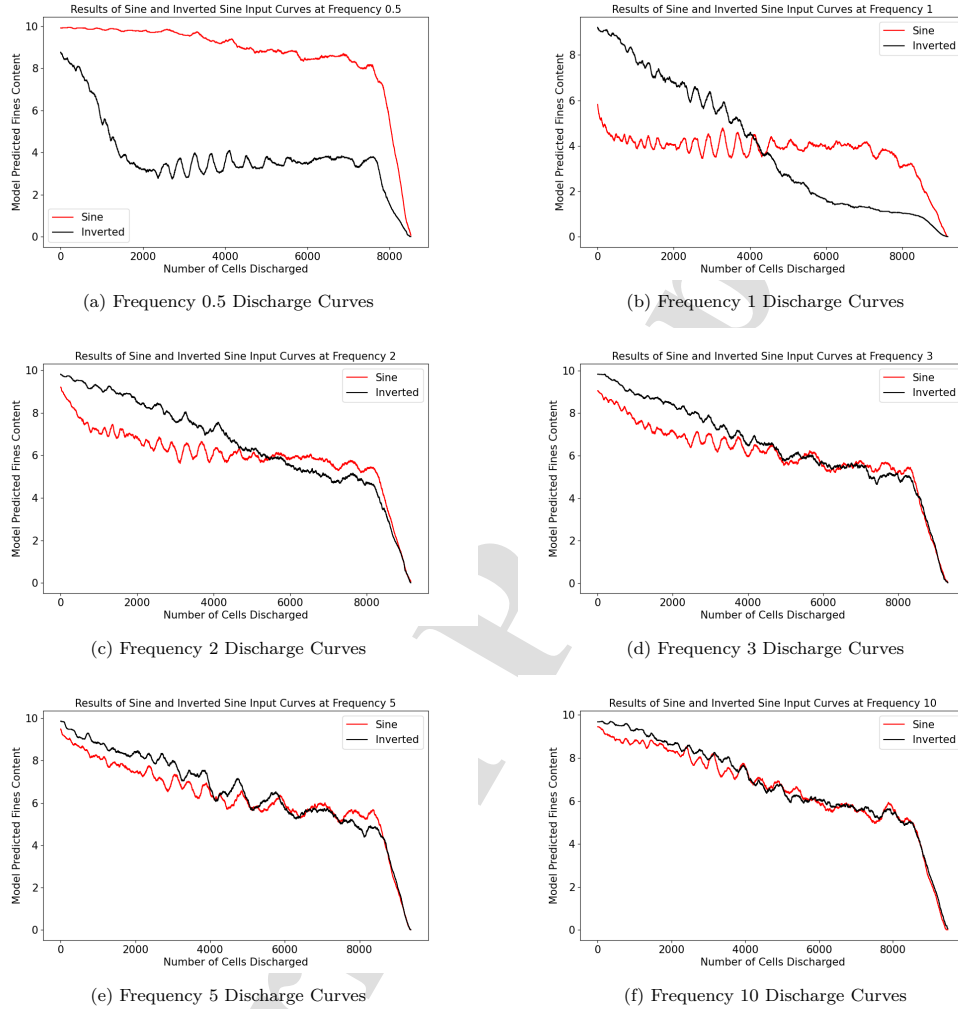 Results of Sine and Inverted Sine Input Curves at Frequency 0.5
Model Predicted Fines Content
10
8
6
4
2
0
Sine
Inverted
0 2000 4000 6000 8000
Number of Cells Discharged
(a) Frequency 0.5 Discharge Curves
Results of Sine and Inverted Sine Input Curves at Frequency 1
Model Predicted Fines Content
8
6
4
2
0
Sine
Inverted
0 2000 4000 6000 8000
Number of Cells Discharged
(b) Frequency 1 Discharge Curves
Results of Sine and Inverted Sine Input Curves at Frequency 2
Model Predicted Fines Content
10
8
6
4
2
0
Sine
Inverted
0 2000 4000 6000 8000
Number of Cells Discharged
(c) Frequency 2 Discharge Curves
Results of Sine and Inverted Sine Input Curves at Frequency 3
Model Predicted Fines Content
10
8
6
4
2
0
Sine
Inverted
0 2000 4000 6000 8000
Number of Cells Discharged
(d) Frequency 3 Discharge Curves
Results of Sine and Inverted Sine Input Curves at Frequency 5
Model Predicted Fines Content
10
8
6
4
2
0
Sine
Inverted
0 2000 4000 6000 8000
Number of Cells Discharged
(e) Frequency 5 Discharge Curves
Results of Sine and Inverted Sine Input Curves at Frequency 10
Model Predicted Fines Content
10
8
6
4
2
0
Sine
Inverted
0 2000 4000 6000 8000
Number of Cells Discharged
(f) Frequency 10 Discharge Curves